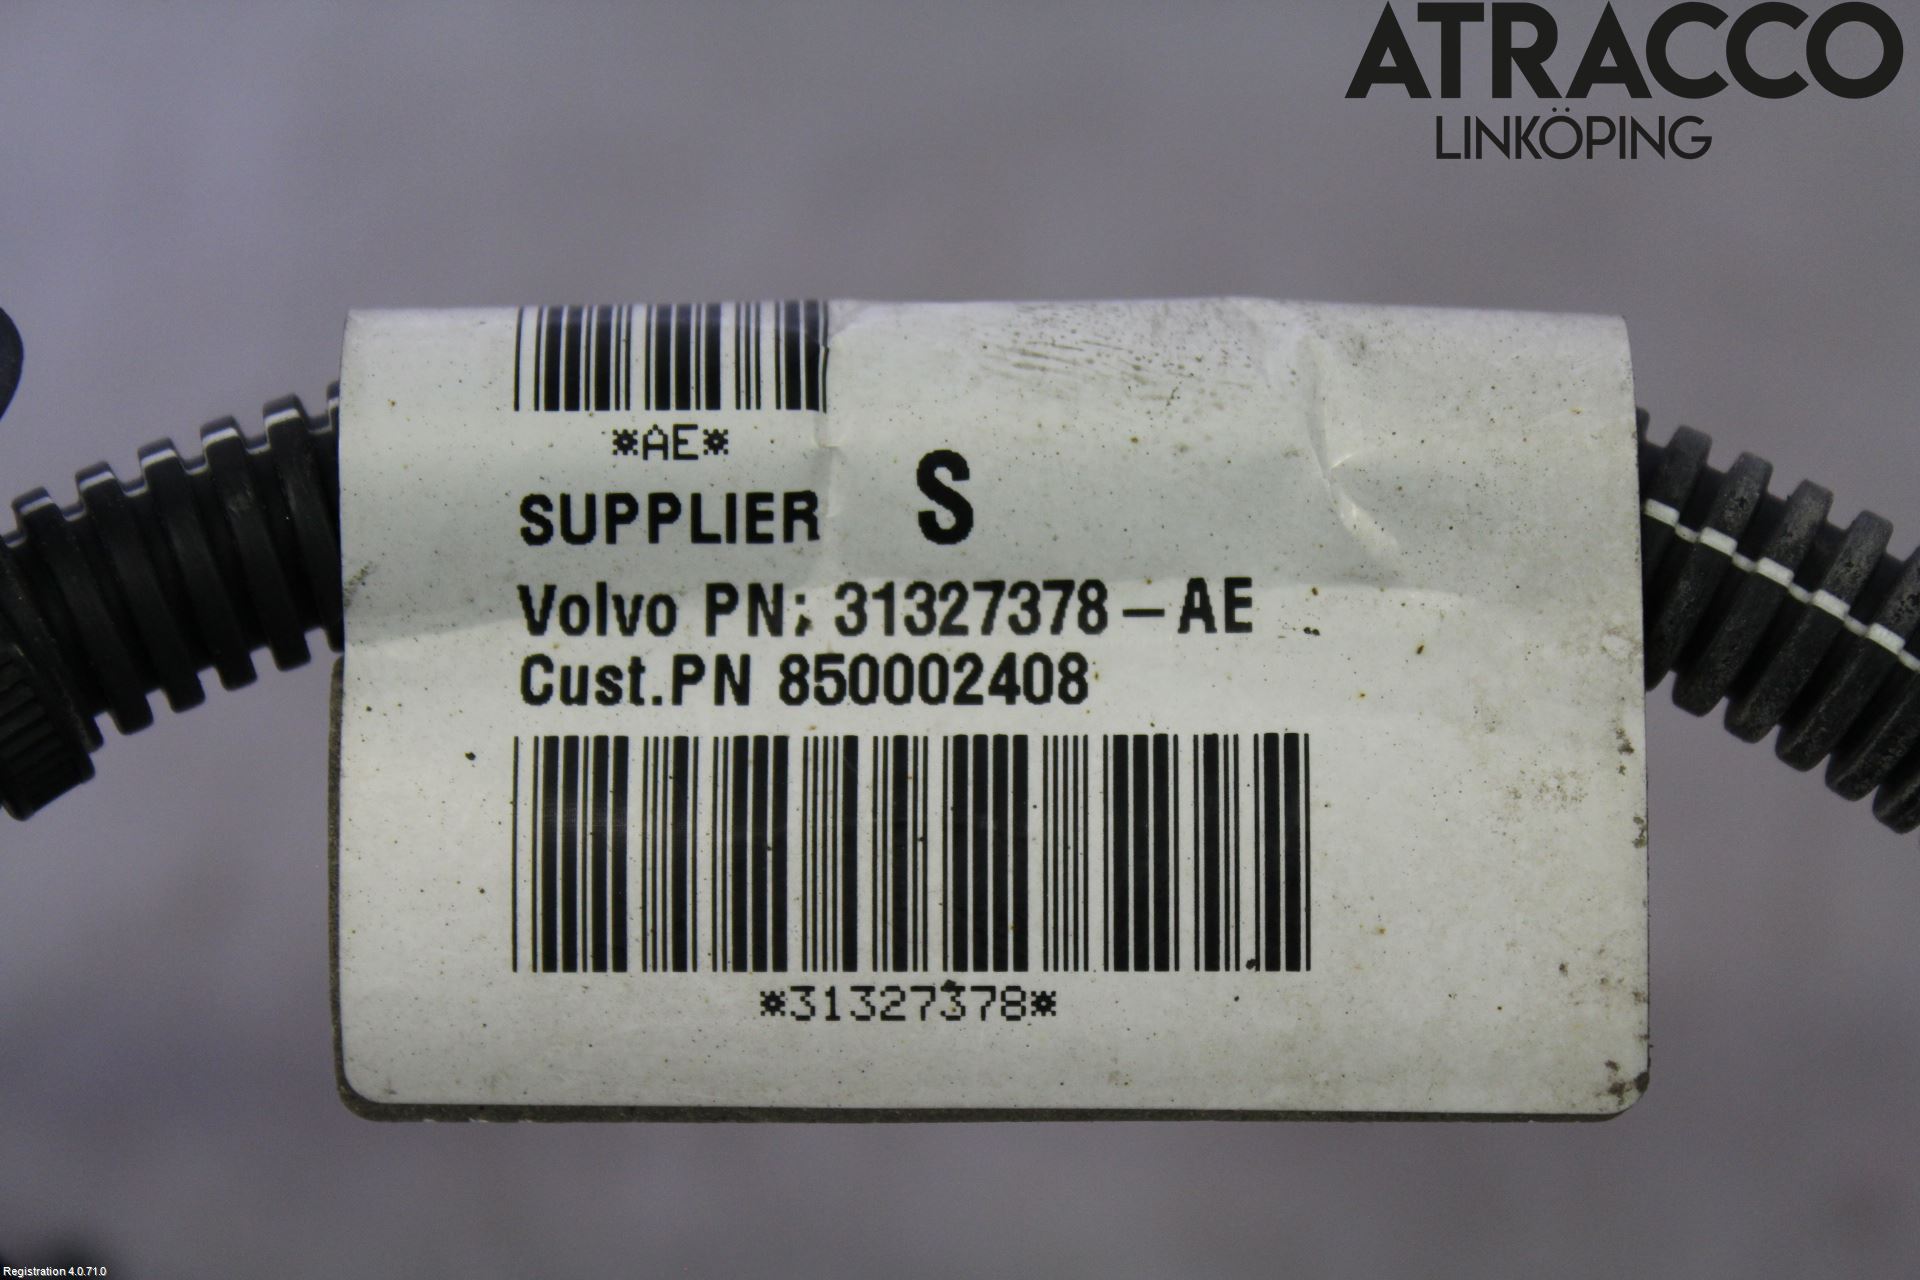 ATRACCO
LINKÖPING
*AE*
SUPPLIER S
Volvo PN: 31327378-AE
Cust.PN 850002408
*31327378*
Registration 4.0.71.0